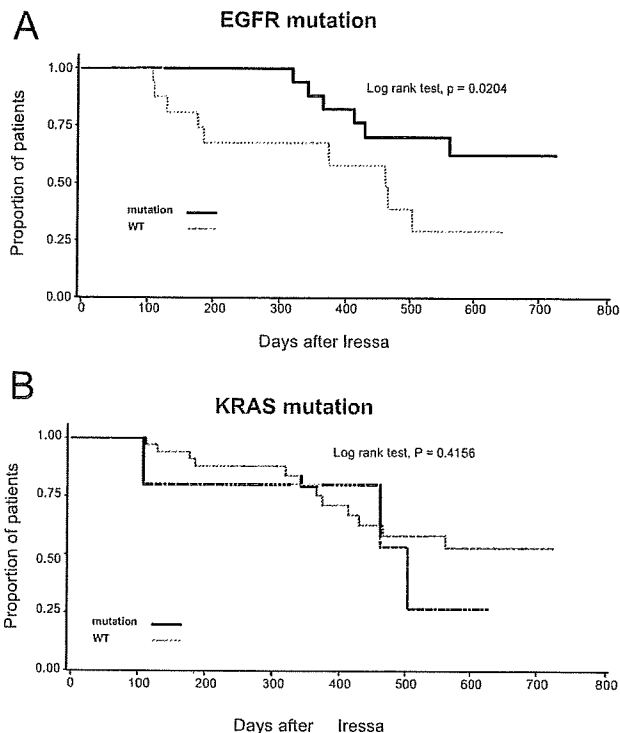 A
EGFR mutation
Log rank test, p = 0.0204
Proportion of patients
1.00
0.75
0.50
0.25
0.00
mutation
WT
0 100 200 300 400 500 600 700 800
Days after Iressa
B
KRAS mutation
Log rank test, P = 0.4156
Proportion of patients
1.00
0.75
0.50
0.25
0.00
mutation
WT
0 100 200 300 400 500 600 700 800
Days after Iressa